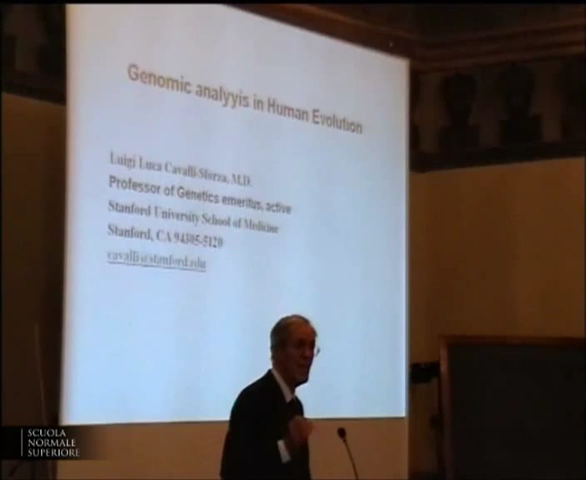 Genomic analyyis in Human Evolution
Luigi Luca Cavalli-Sforza, M.D.
Professor of Genetics emeritus, active
Stanford University School of Medicine
Stanford, CA 94305-5120
cavalli@stanford.edu
SCUOLA
NORMALE
SUPERIORE